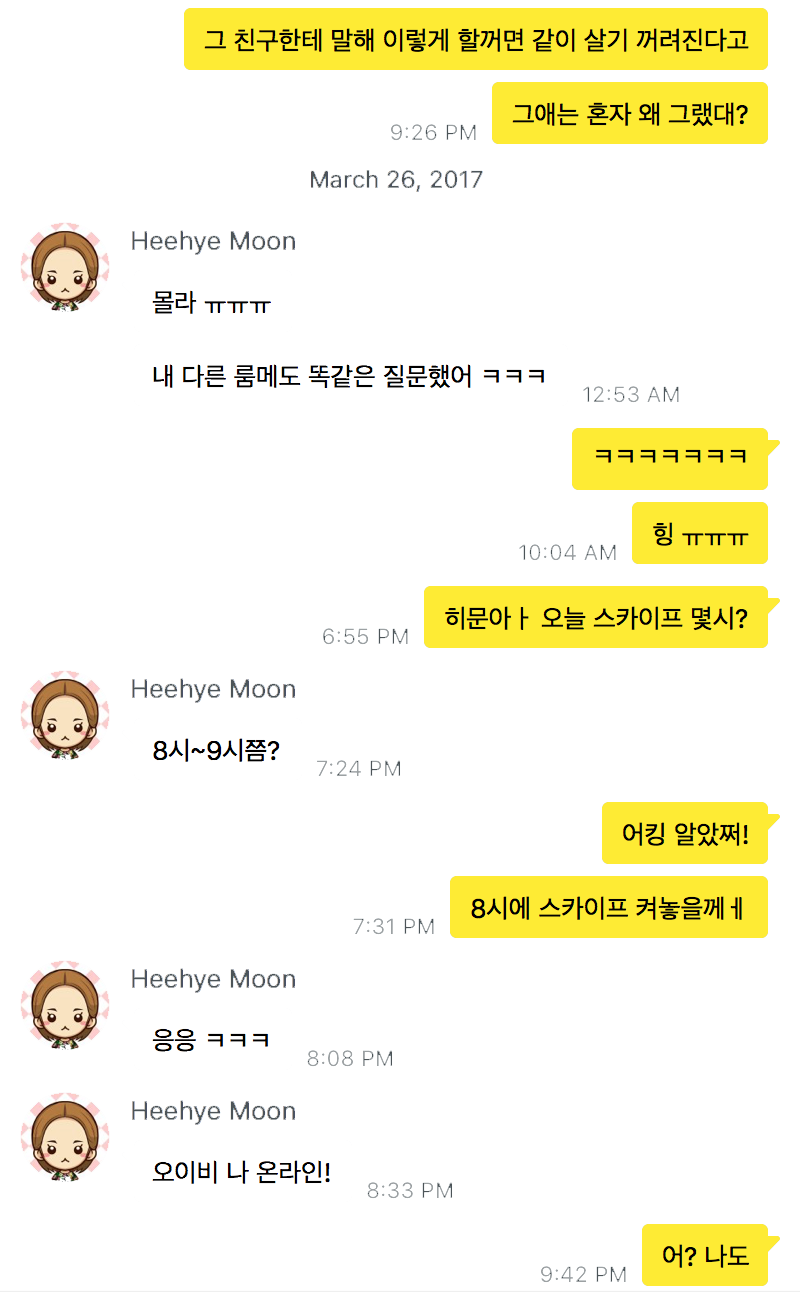 그 친구한테 말해 이렇게 할꺼면 같이 살기 꺼려진다고
그애는 혼자 왜 그랬대?
9:26 PM
March 26, 2017
Heehye Moon
몰라 ㅠㅠㅠ
내 다른 룸메도 똑같은 질문했어 ㅋㅋㅋ
12:53 AM
ㅋㅋㅋㅋㅋㅋㅋ
힝 ㅠㅠㅠ
10:04 AM
히문아ㅏ 오늘 스카이프 몇시?
6:55 PM
Heehye Moon
8시~9시쯤?
7:24 PM
어킹 알았쩌!
8시에 스카이프 켜놓을께ㅔ
7:31 PM
Heehye Moon
응응 ㅋㅋㅋ
8:08 PM
Heehye Moon
오이비 나 온라인!
8:33 PM
어? 나도
9:42 PM